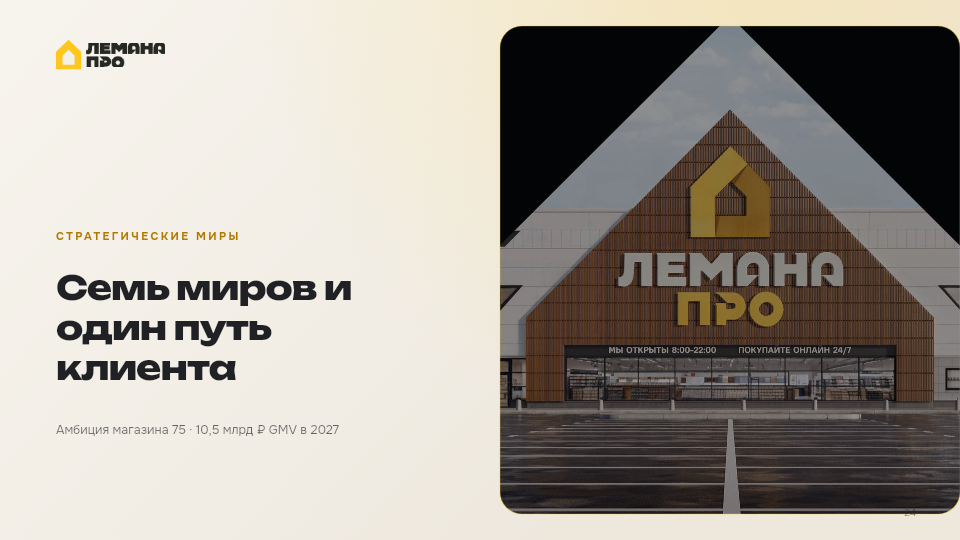 ЛЕМАНА
ПРО
СТРАТЕГИЧЕСКИЕ МИРЫ
Семь миров и
один путь
клиента
Амбиция магазина 75 · 10,5 млрд ₽ GMV в 2027
ЛЕМАНА
ПРО
МЫ ОТКРЫТЫ 8:00-22:00 ПОКУПАЙТЕ ОНЛАЙН 24/7